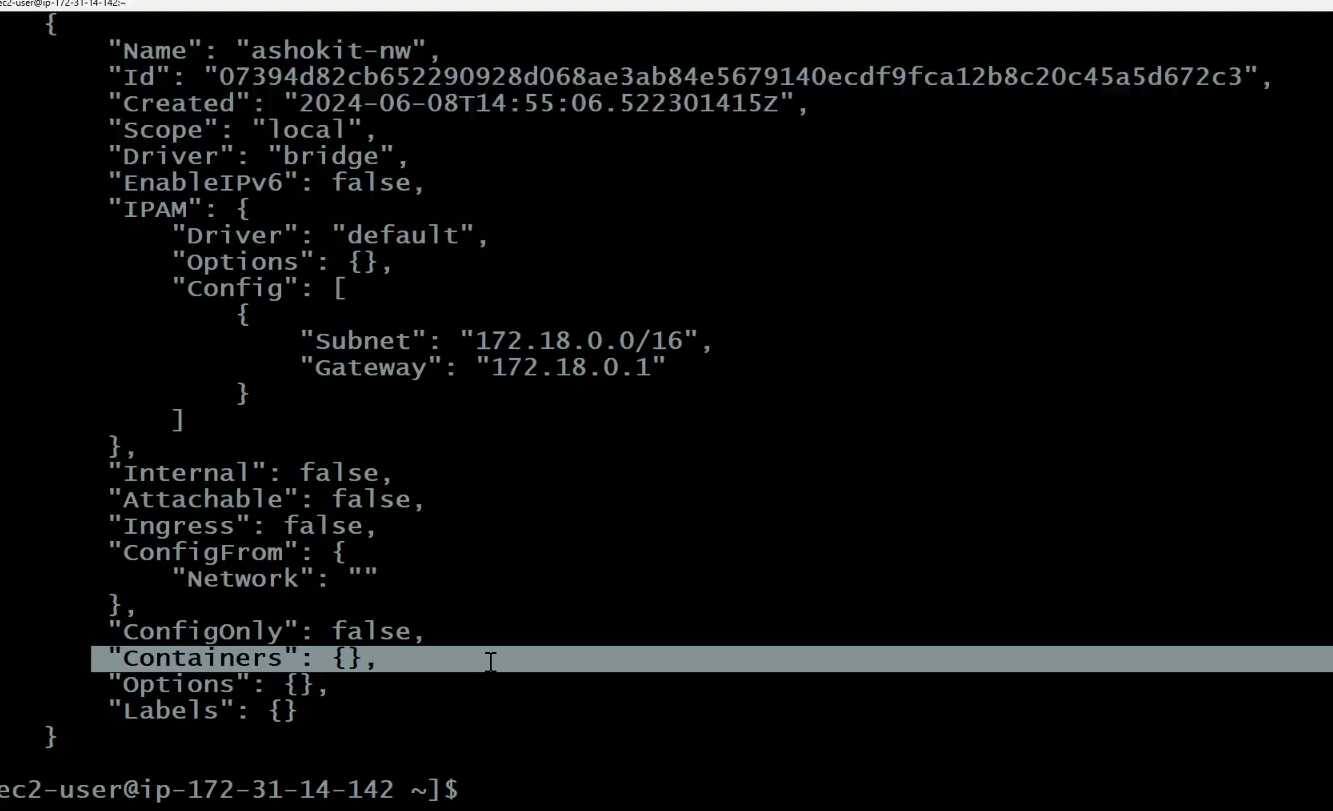 ec2-user@ip-172-31-14-142:~
{
"Name": "ashokit-nw",
"Id": "07394d82cb652290928d068ae3ab84e5679140ecdf9fca12b8c20c45a5d672c3",
"Created": "2024-06-08T14:55:06.522301415Z",
"Scope": "local",
"Driver": "bridge",
"EnableIPv6": false,
"IPAM": {
"Driver": "default",
"Options": {},
"Config": [
{
"Subnet": "172.18.0.0/16",
"Gateway": "172.18.0.1"
}
]
},
"Internal": false,
"Attachable": false,
"Ingress": false,
"ConfigFrom": {
"Network": ""
},
"ConfigOnly": false,
"Containers": {},
"Options": {},
"Labels": {}
}
ec2-user@ip-172-31-14-142 ~]$